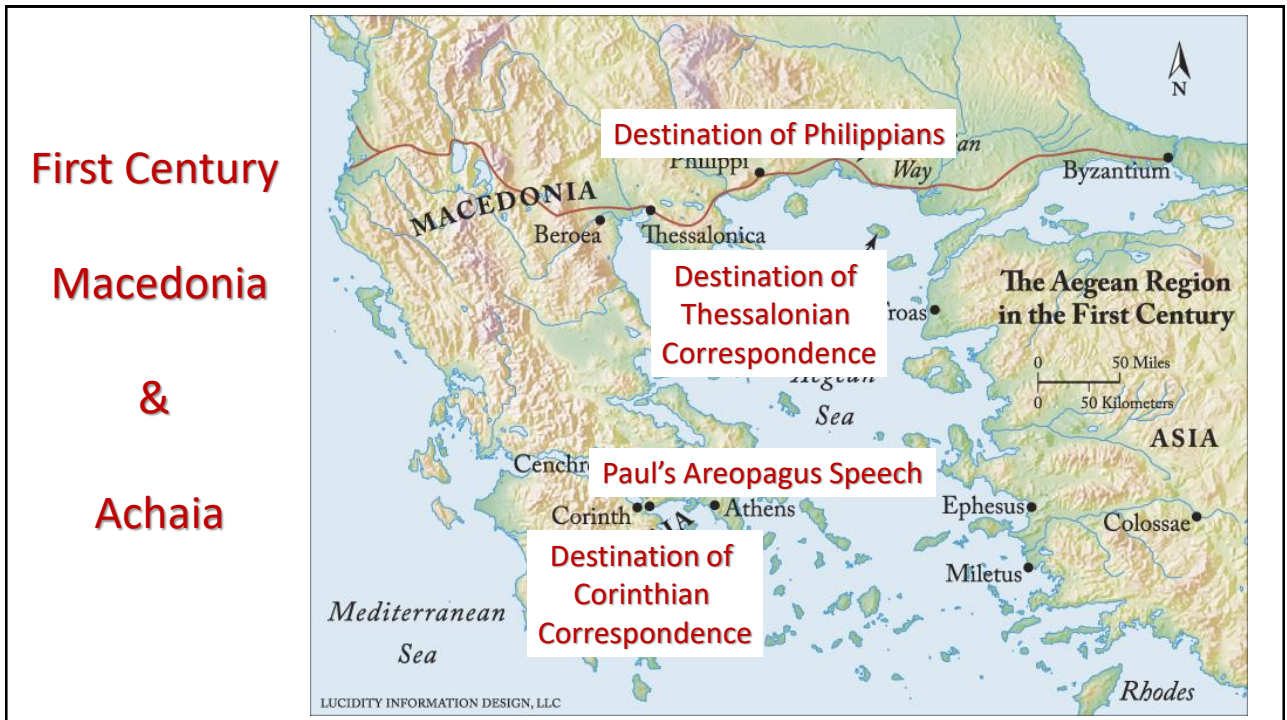 First Century
Macedonia
&
Achaia
N
Destination of Philippians
Philippi
Way
Byzantium
MACEDONIA
Beroea
Thessalonica
Destination of
Thessalonian
Correspondence
The Aegean Region
in the First Century
0 50 Miles
0 50 Kilometers
Sea
ASIA
Paul's Areopagus Speech
Corinth
Athens
Ephesus
Colossae
Destination of
Corinthian
Correspondence
Miletus
Mediterranean
Sea
Rhodes
LUCIDITY INFORMATION DESIGN, LLC